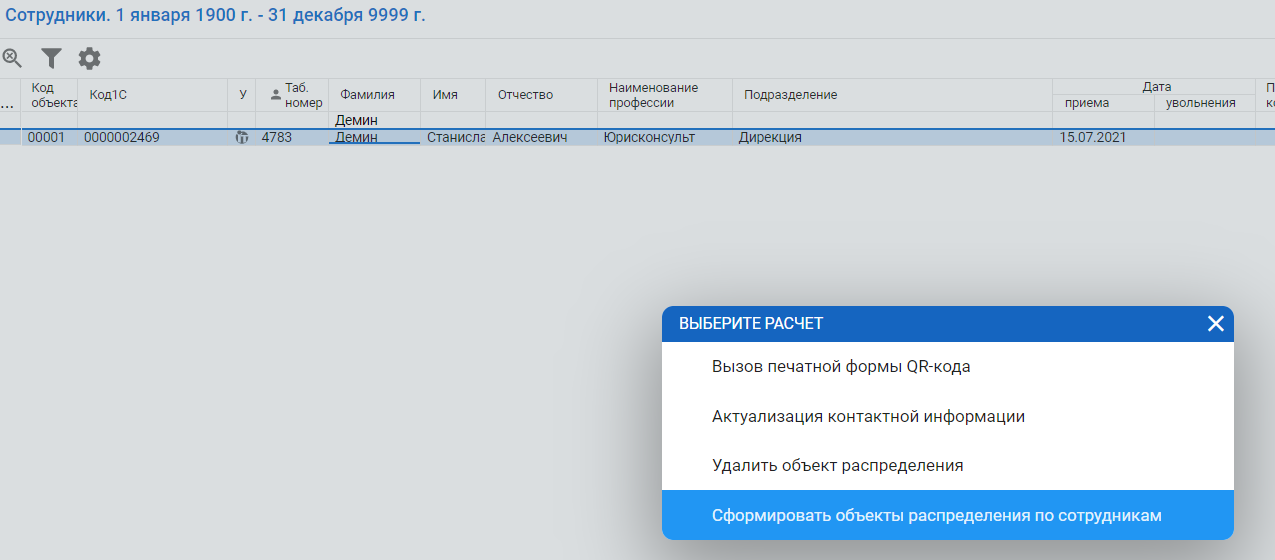 Сотрудники. 1 января 1900 г. - 31 декабря 9999 г.
Код объекта Код1С У Таб. номер Фамилия Имя Отчество Наименование профессии Подразделение Дата приема увольнения
...
Демин
00001 0000002469 4783 Демин Станисла Алексеевич Юрисконсульт Дирекция 15.07.2021
ВЫБЕРИТЕ РАСЧЕТ
Вызов печатной формы QR-кода
Актуализация контактной информации
Удалить объект распределения
Сформировать объекты распределения по сотрудникам